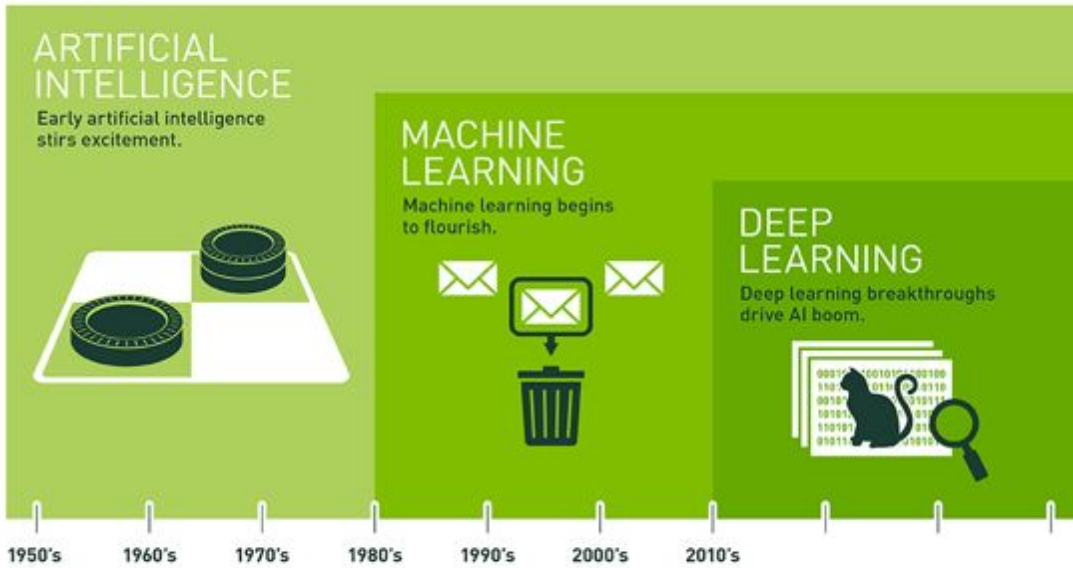 ARTIFICIAL
INTELLIGENCE
Early artificial intelligence
stirs excitement.
MACHINE
LEARNING
Machine learning begins
to flourish.
DEEP
LEARNING
Deep learning breakthroughs
drive AI boom.
1950's
1960's
1970's
1980's
1990's
2000's
2010's